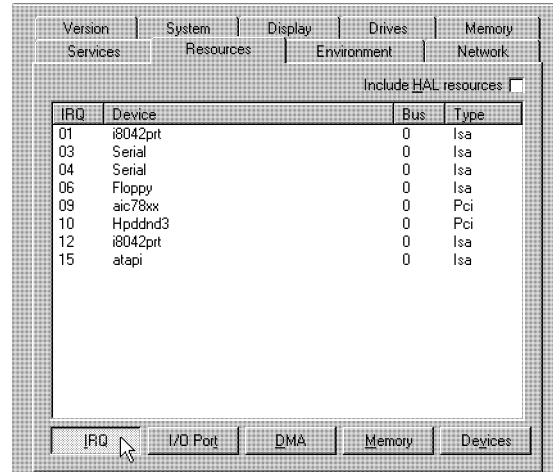 Version System Display Drives Memory
Services Resources Environment Network
Include HAL resources
IRQ Device Bus Type
01 i8042prt 0 Isa
03 Serial 0 Isa
04 Serial 0 Isa
06 Floppy 0 Isa
09 aic78xx 0 Pci
10 Hpddnd3 0 Pci
12 i8042prt 0 Isa
15 atapi 0 Isa
IRQ I/O Port DMA Memory Devices